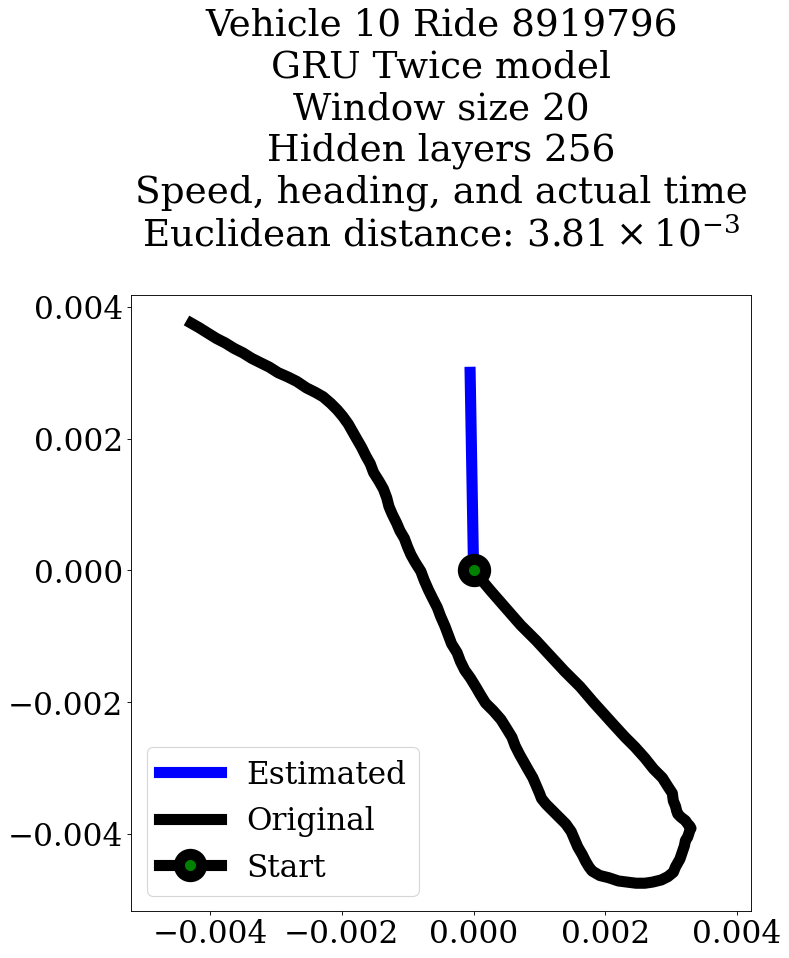 Vehicle 10 Ride 8919796
GRU Twice model
Window size 20
Hidden layers 256
Speed, heading, and actual time
Euclidean distance: 3.81 × 10⁻³
0.004
0.002
0.000
−0.002
−0.004
Estimated
Original
Start
−0.004 −0.002 0.000 0.002 0.004